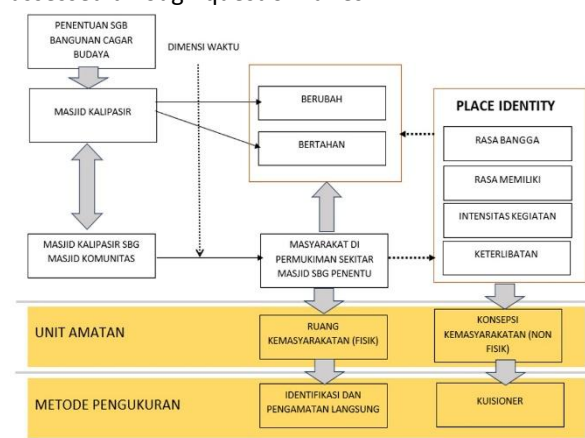 PENENTUAN SGB
BANGUNAN CAGAR
BUDAYA
DIMENSI WAKTU
MASJID KALIPASIR
BERUBAH
BERTAHAN
PLACE IDENTITY
RASA BANGGA
RASA MEMILIKI
INTENSITAS KEGIATAN
KETERLIBATAN
MASJID KALIPASIR SBG
MASJID KOMUNITAS
MASYARAKAT DI
PERMUKIMAN SEKITAR
MASJID SBG PENENTU
UNIT AMATAN
RUANG
KEMASYARAKATAN (FISIK)
KONSEPSI
KEMASYARAKATAN (NON
FISIK)
METODE PENGUKURAN
IDENTIFIKASI DAN
PENGAMATAN LANGSUNG
KUISIONER